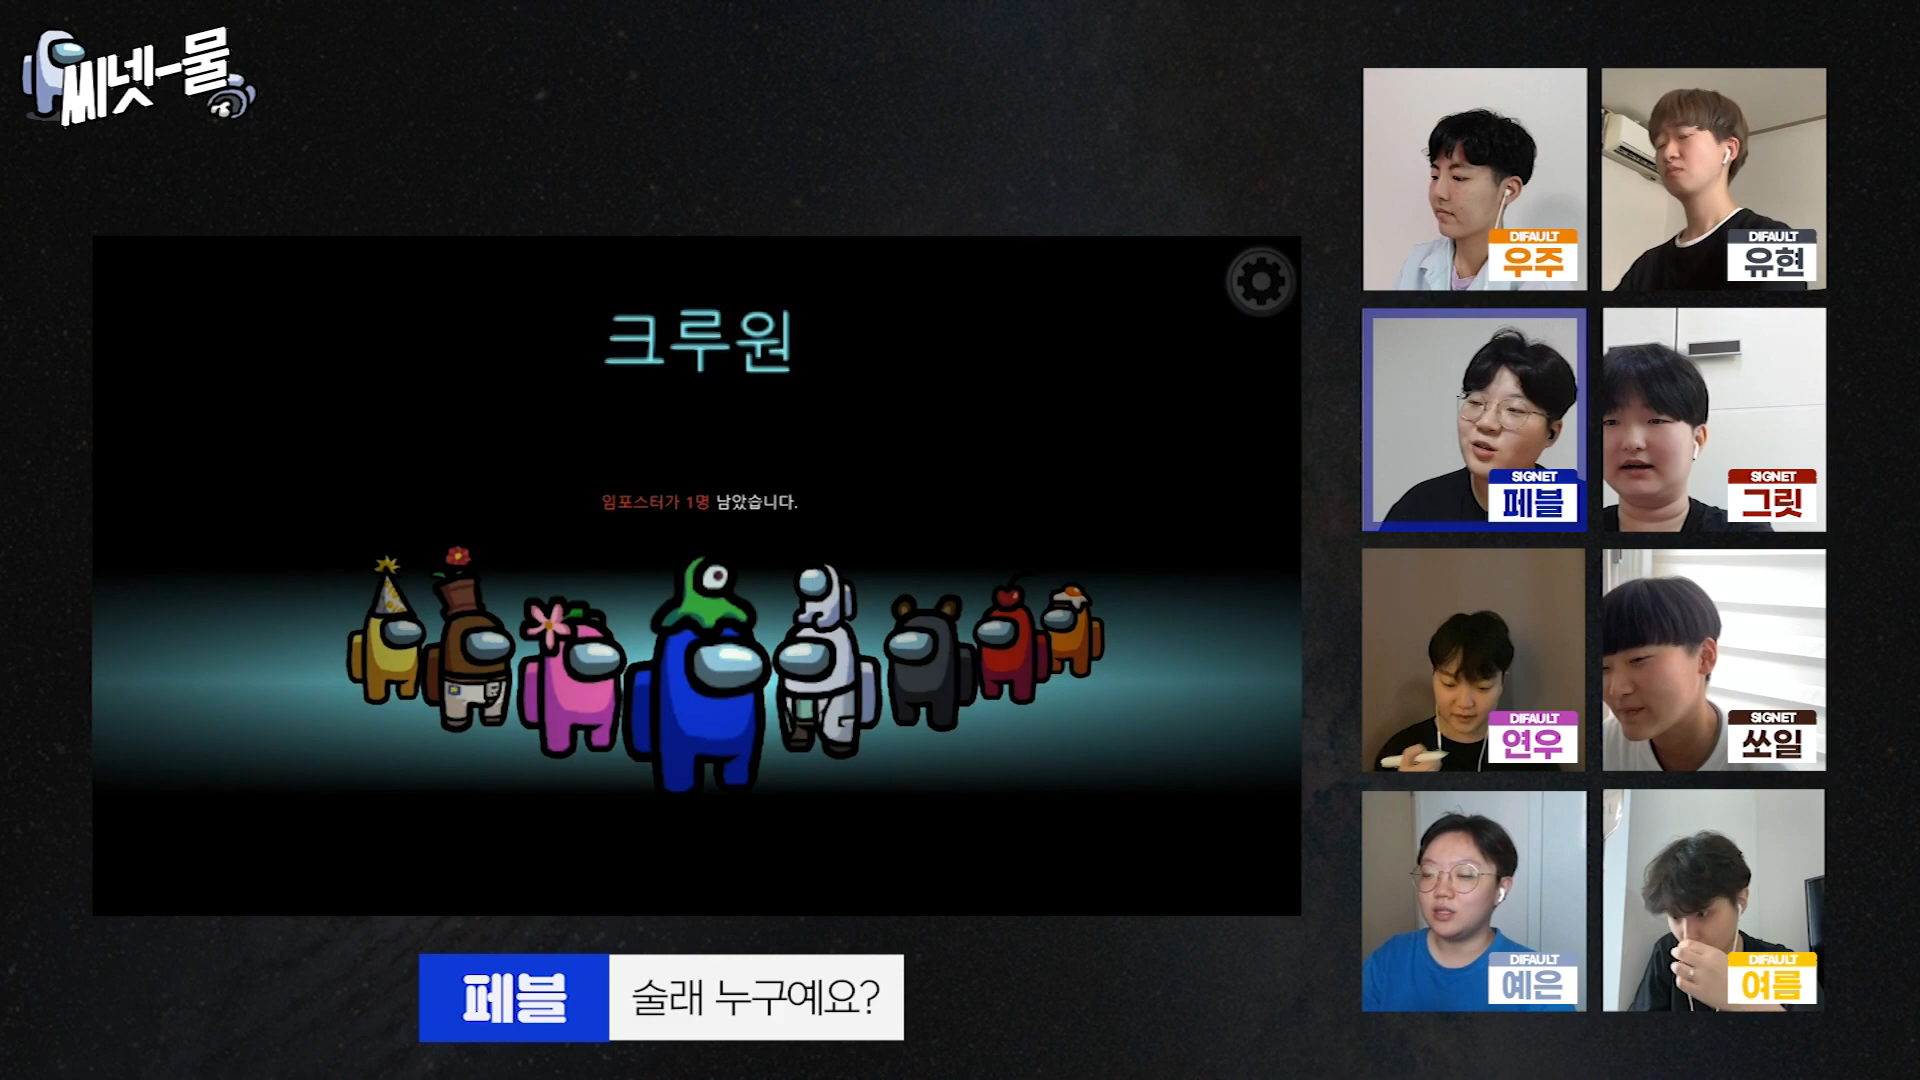 씨넷-물
크루원
임포스터가 1명 남았습니다.
DIFAULT
우주
DIFAULT
유현
SIGNET
페블
SIGNET
그릿
DIFAULT
연우
SIGNET
쏘일
DIFAULT
예은
DIFAULT
여름
페블 술래 누구예요?